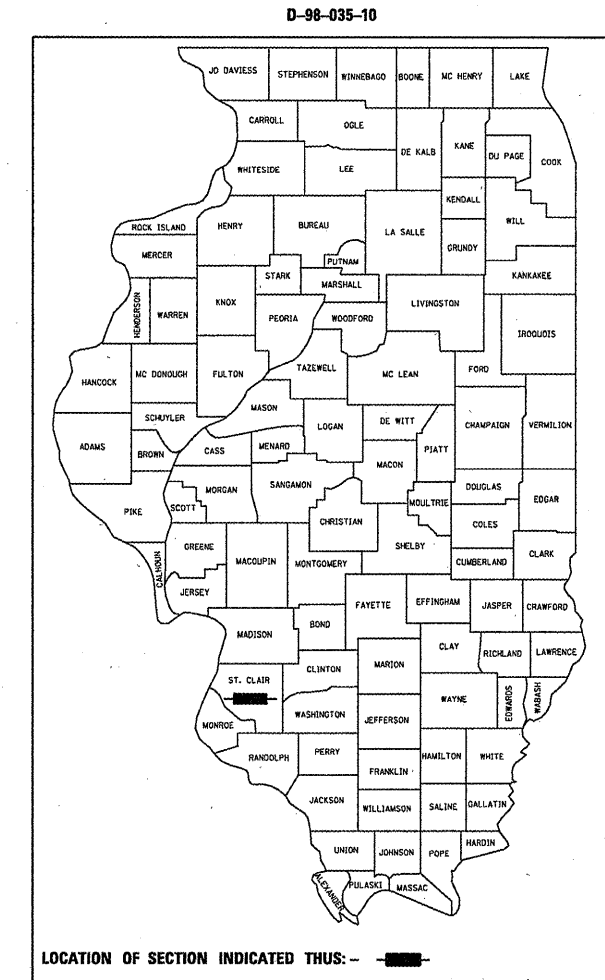 D-98-035-10
JO DAVIESS STEPHENSON WINNEBAGO BOONE MC HENRY LAKE
CARROLL OGLE DE KALB KANE DU PAGE COOK
WHITESIDE LEE KENDALL WILL
ROCK ISLAND HENRY BUREAU LA SALLE GRUNDY
MERCER PUTNAM KANKAKEE
STARK MARSHALL
HENDERSON WARREN KNOX PEORIA WOODFORD LIVINGSTON IROQUOIS
HANCOCK MC DONOUGH FULTON TAZEWELL MC LEAN FORD
SCHUYLER MASON
ADAMS BROWN CASS MENARD LOGAN DE WITT PIATT CHAMPAIGN VERMILION
MACON
PIKE SCOTT MORGAN SANGAMON MOULTRIE DOUGLAS EDGAR
CHRISTIAN COLES
CALHOUN GREENE MACOUPIN MONTGOMERY SHELBY CUMBERLAND CLARK
JERSEY FAYETTE EFFINGHAM JASPER CRAWFORD
MADISON BOND
CLAY RICHLAND LAWRENCE
ST. CLAIR CLINTON MARION
WAYNE EDWARDS WABASH
MONROE WASHINGTON JEFFERSON
RANDOLPH PERRY HAMILTON WHITE
FRANKLIN
JACKSON WILLIAMSON SALINE GALLATIN
UNION JOHNSON POPE HARDIN
ALEXANDER PULASKI MASSAC
LOCATION OF SECTION INDICATED THUS:-